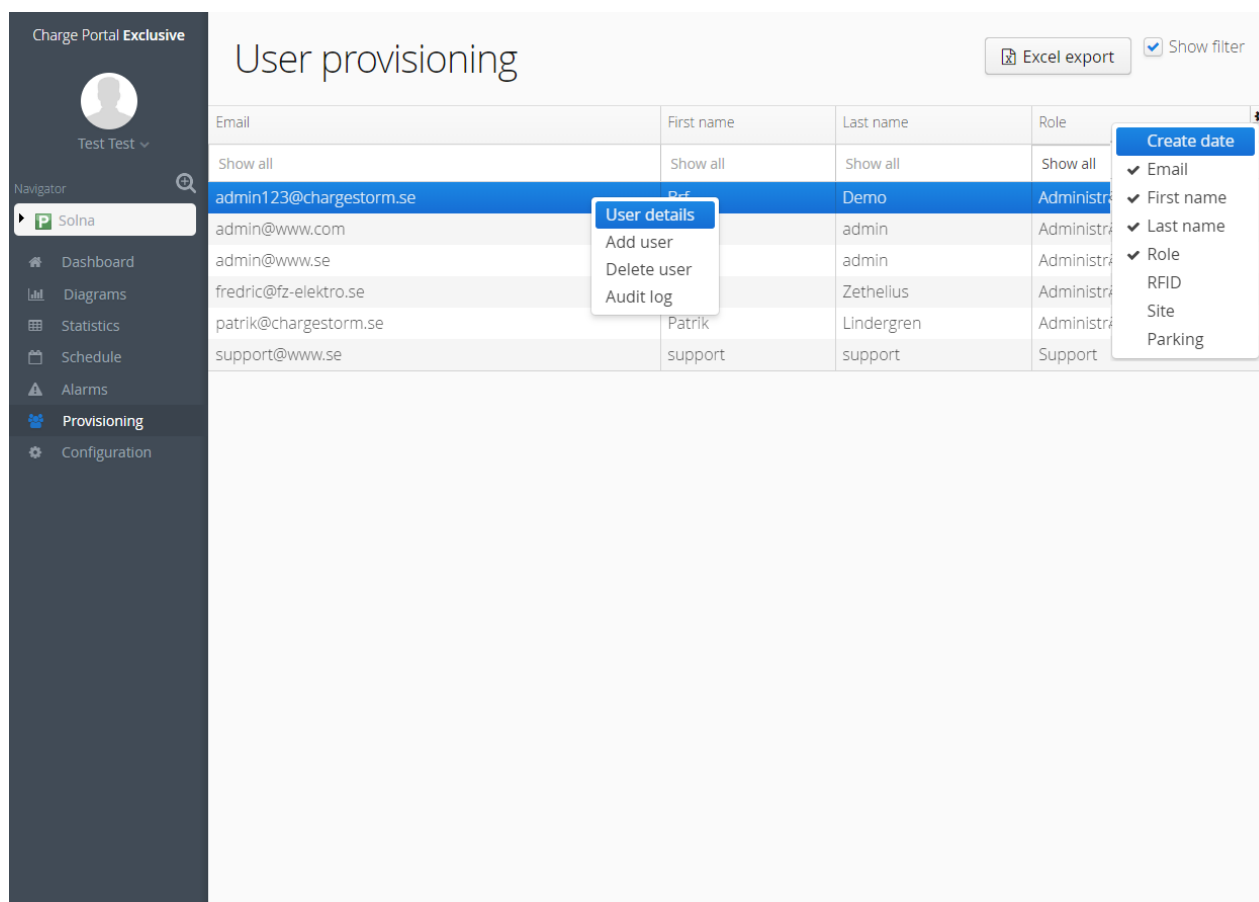 Charge Portal Exclusive
Test Test
Navigator
Solna
Dashboard
Diagrams
Statistics
Schedule
Alarms
Provisioning
Configuration
User provisioning
Excel export
Show filter
Email First name Last name Role
Show all Show all Show all Show all
admin123@chargestorm.se Brf Demo
admin@www.com admin
admin@www.se admin
fredric@fz-elektro.se Zethelius
patrik@chargestorm.se Patrik Lindergren
support@www.se support support Support
User details
Add user
Delete user
Audit log
Create date
Email
First name
Last name
Role
RFID
Site
Parking